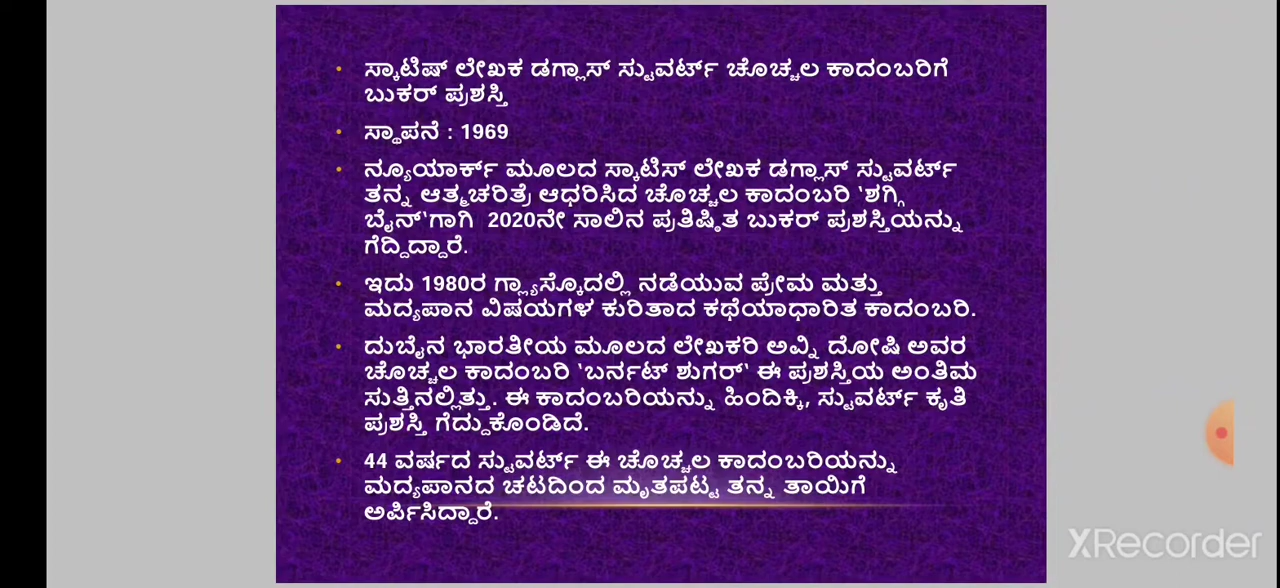 • ಸ್ಕಾಟಿಷ್ ಲೇಖಕ ಡಗ್ಲಾಸ್ ಸ್ಟುವರ್ಟ್ ಚೊಚ್ಚಲ ಕಾದಂಬರಿಗೆ
ಬುಕರ್ ಪ್ರಶಸ್ತಿ
• ಸ್ಥಾಪನೆ : 1969
• ನ್ಯೂಯಾರ್ಕ್ ಮೂಲದ ಸ್ಕಾಟಿಸ್ ಲೇಖಕ ಡಗ್ಲಾಸ್ ಸ್ಟುವರ್ಟ್
ತನ್ನ ಆತ್ಮಚರಿತ್ರೆ ಆಧರಿಸಿದ ಚೊಚ್ಚಲ ಕಾದಂಬರಿ 'ಶಗ್ಗಿ
ಬೈನ್'ಗಾಗಿ 2020ನೇ ಸಾಲಿನ ಪ್ರತಿಷ್ಠಿತ ಬುಕರ್ ಪ್ರಶಸ್ತಿಯನ್ನು
ಗೆದ್ದಿದ್ದಾರೆ.
• ಇದು 1980ರ ಗ್ಲ್ಯಾಸ್ಕೊದಲ್ಲಿ ನಡೆಯುವ ಪ್ರೇಮ ಮತ್ತು
ಮದ್ಯಪಾನ ವಿಷಯಗಳ ಕುರಿತಾದ ಕಥೆಯಾಧಾರಿತ ಕಾದಂಬರಿ.
• ದುಬೈನ ಭಾರತೀಯ ಮೂಲದ ಲೇಖಕರಿ ಅವ್ನಿ ದೋಷಿ ಅವರ
ಚೊಚ್ಚಲ ಕಾದಂಬರಿ 'ಬರ್ನಟ್ ಶುಗರ್' ಈ ಪ್ರಶಸ್ತಿಯ ಅಂತಿಮ
ಸುತ್ತಿನಲ್ಲಿತ್ತು. ಈ ಕಾದಂಬರಿಯನ್ನು ಹಿಂದಿಕ್ಕಿ, ಸ್ಟುವರ್ಟ್ ಕೃತಿ
ಪ್ರಶಸ್ತಿ ಗೆದ್ದುಕೊಂಡಿದೆ.
• 44 ವರ್ಷದ ಸ್ಟುವರ್ಟ್ ಈ ಚೊಚ್ಚಲ ಕಾದಂಬರಿಯನ್ನು
ಮದ್ಯಪಾನದ ಚಟದಿಂದ ಮೃತಪಟ್ಟ ತನ್ನ ತಾಯಿಗೆ
ಅರ್ಪಿಸಿದ್ದಾರೆ.
XRecorder